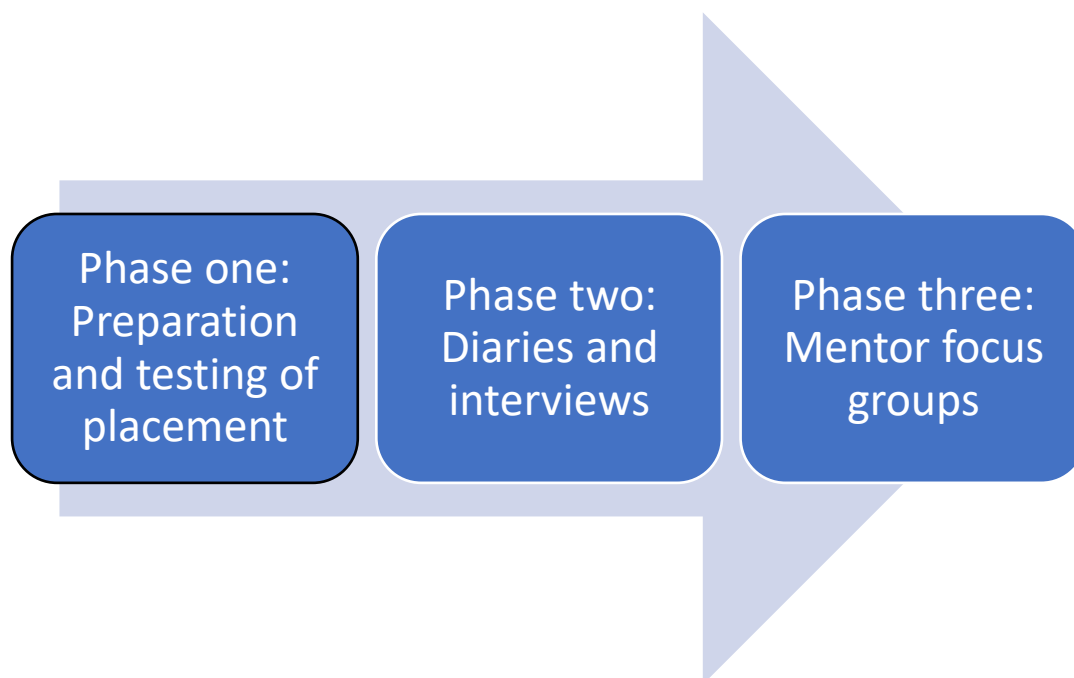 Phase one:
Preparation
and testing of
placement
Phase two:
Diaries and
interviews
Phase three:
Mentor focus
groups